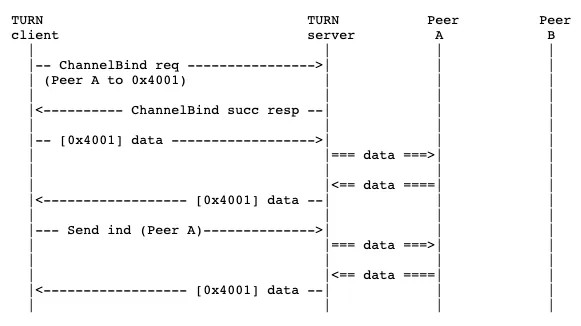 TURN                                 TURN          Peer          Peer
client                               server         A             B
  |                                    |             |             |
  |-- ChannelBind req ---------------->|             |             |
  | (Peer A to 0x4001)                 |             |             |
  |                                    |             |             |
  |<---------- ChannelBind succ resp --|             |             |
  |                                    |             |             |
  |-- [0x4001] data ------------------>|             |             |
  |                                    |=== data ===>|             |
  |                                    |             |             |
  |                                    |<== data ====|             |
  |<------------------ [0x4001] data --|             |             |
  |                                    |             |             |
  |--- Send ind (Peer A)-------------->|             |             |
  |                                    |=== data ===>|             |
  |                                    |             |             |
  |                                    |<== data ====|             |
  |<------------------ [0x4001] data --|             |             |
  |                                    |             |             |